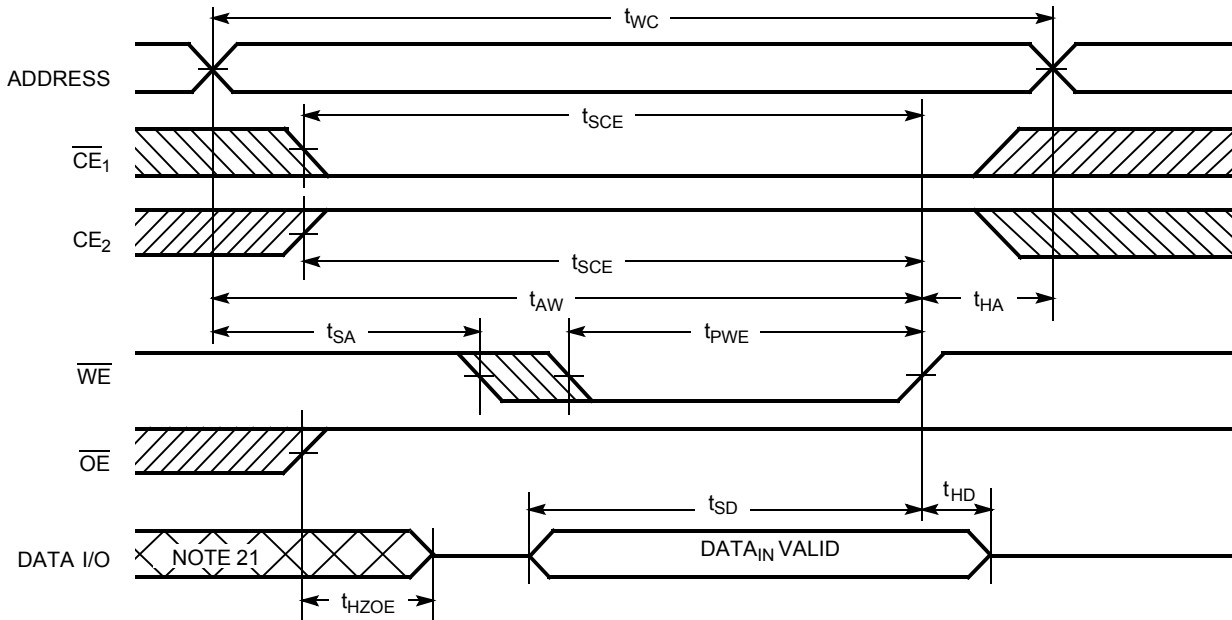 tWC
ADDRESS
tSCE
CE1
CE2
tSCE
tAW
tHA
tSA
tPWE
WE
OE
tSD
tHD
DATA I/O
NOTE 21
DATAIN VALID
tHZOE